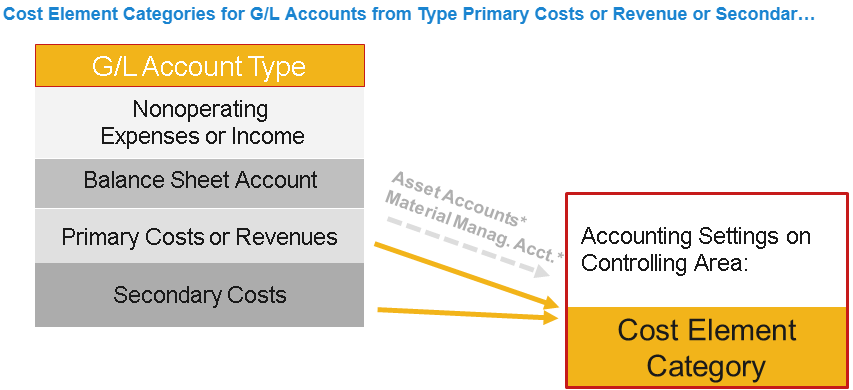 Cost Element Categories for G/L Accounts from Type Primary Costs or Revenue or Secondar…
G/L Account Type
Nonoperating
Expenses or Income
Balance Sheet Account
Primary Costs or Revenues
Secondary Costs
Asset Accounts*
Material Manag. Acct.*
Accounting Settings on
Controlling Area:
Cost Element
Category